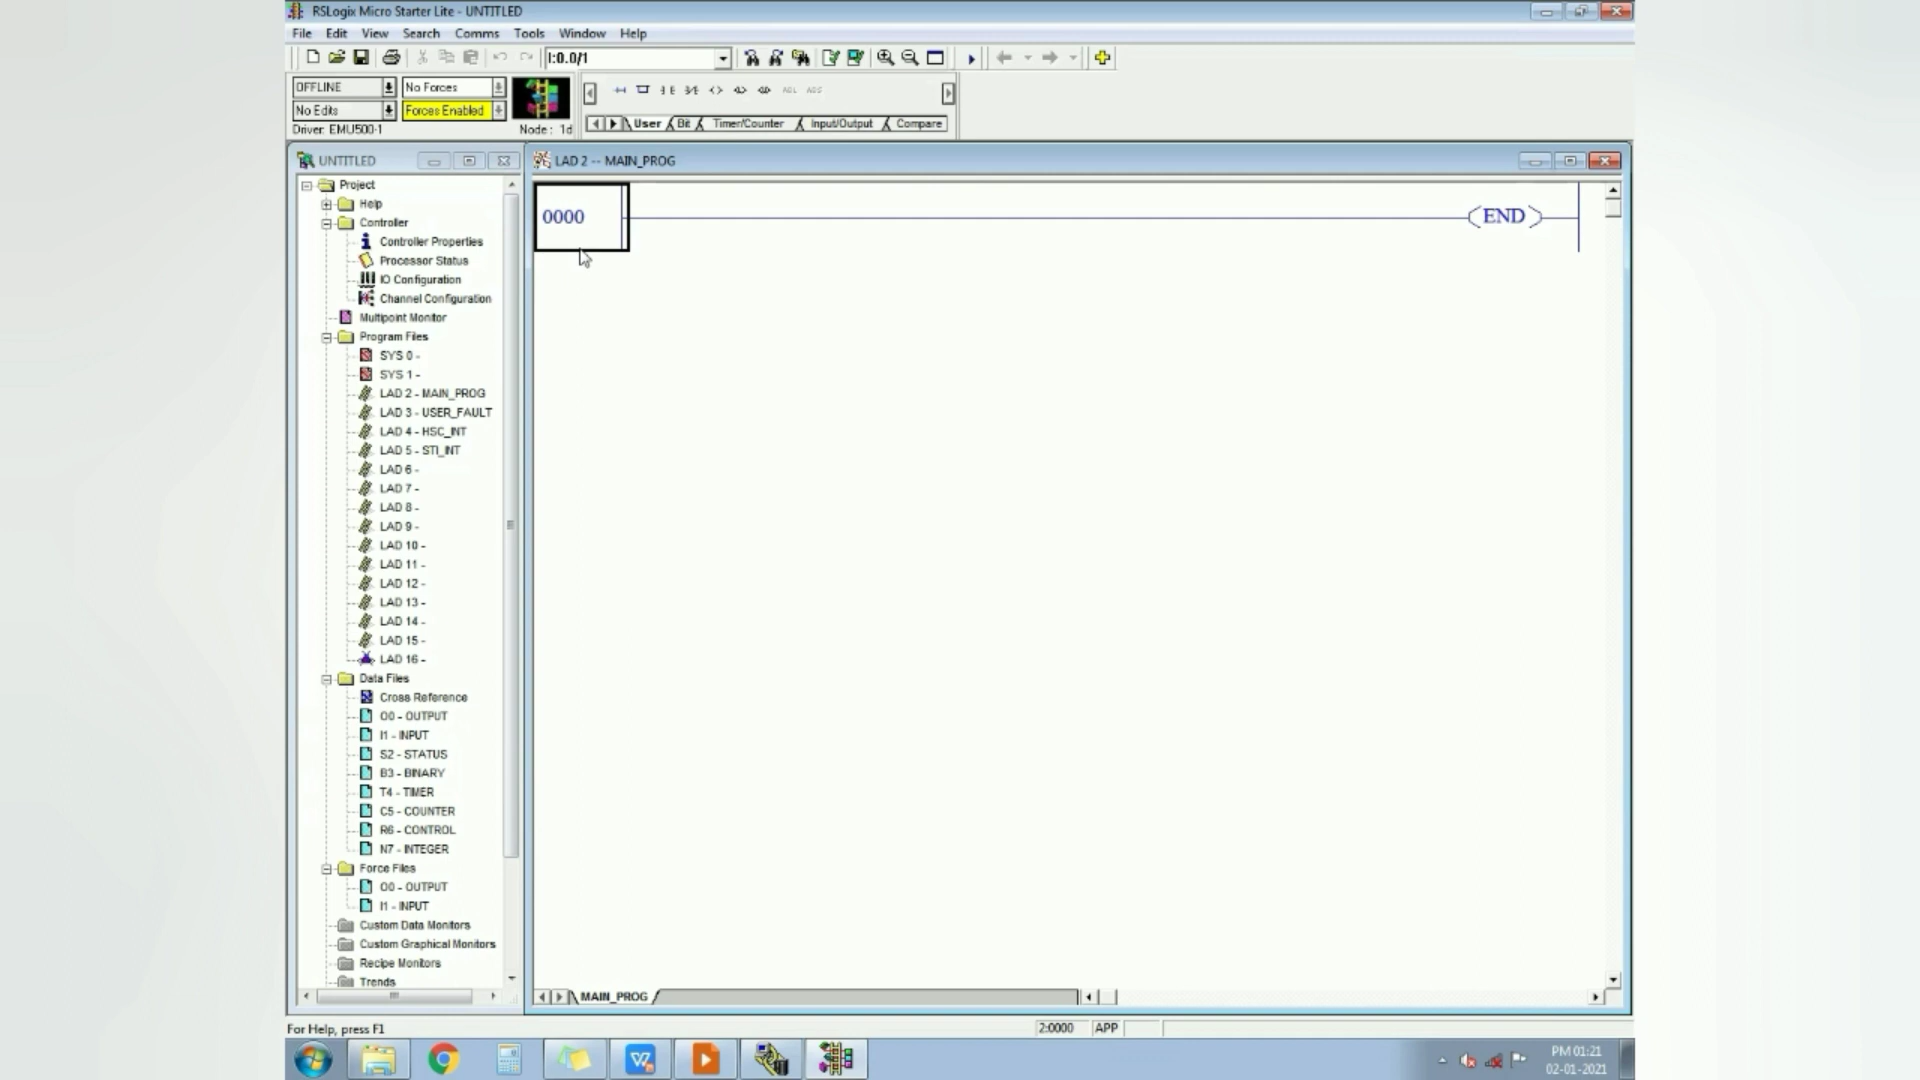 RSLogix Micro Starter Lite - UNTITLED
File Edit View Search Comms Tools Window Help
I:0.0/1
OFFLINE No Forces
No Edits Forces Enabled
Driver: EMU500-1 Node: 1d
User Bit Timer/Counter Input/Output Compare
UNTITLED
LAD 2 -- MAIN_PROG
Project
Help
Controller
Controller Properties
Processor Status
IO Configuration
Channel Configuration
Multipoint Monitor
Program Files
SYS 0 -
SYS 1 -
LAD 2 - MAIN_PROG
LAD 3 - USER_FAULT
LAD 4 - HSC_INT
LAD 5 - STI_INT
LAD 6 -
LAD 7 -
LAD 8 -
LAD 9 -
LAD 10 -
LAD 11 -
LAD 12 -
LAD 13 -
LAD 14 -
LAD 15 -
LAD 16 -
Data Files
Cross Reference
O0 - OUTPUT
I1 - INPUT
S2 - STATUS
B3 - BINARY
T4 - TIMER
C5 - COUNTER
R6 - CONTROL
N7 - INTEGER
Force Files
O0 - OUTPUT
I1 - INPUT
Custom Data Monitors
Custom Graphical Monitors
Recipe Monitors
Trends
0000
END
MAIN_PROG
For Help, press F1
2:0000 APP
PM 01:21
02-01-2021